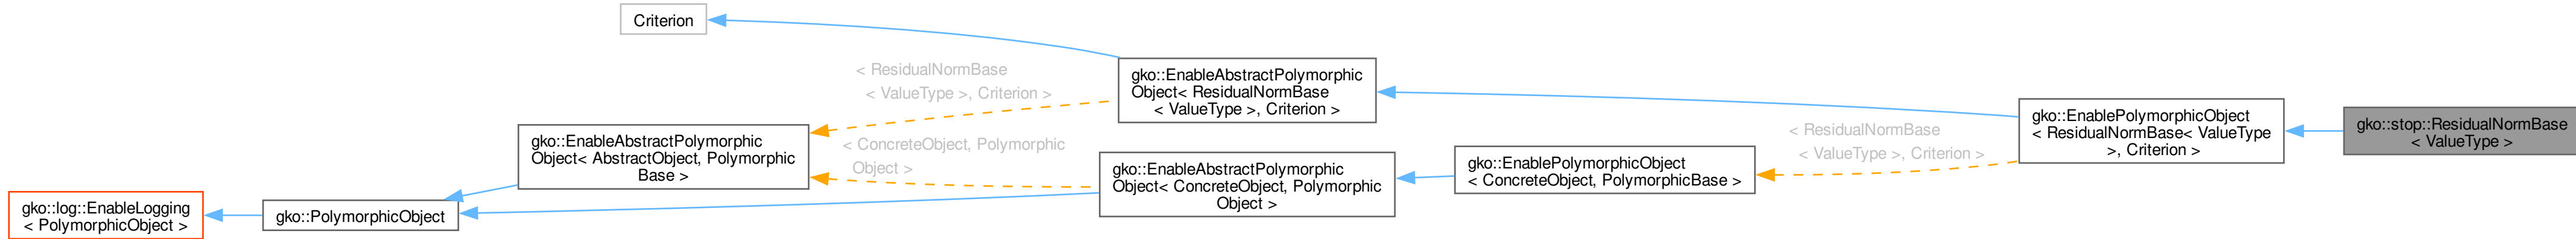 Criterion
< ResidualNormBase
< ValueType >, Criterion >
gko::EnableAbstractPolymorphic
Object< ResidualNormBase
< ValueType >, Criterion >
gko::EnablePolymorphicObject
< ResidualNormBase< ValueType
>, Criterion >
gko::stop::ResidualNormBase
< ValueType >
gko::EnableAbstractPolymorphic
Object< AbstractObject, Polymorphic
Base >
< ConcreteObject, Polymorphic
Object >
gko::EnableAbstractPolymorphic
Object< ConcreteObject, Polymorphic
Object >
gko::EnablePolymorphicObject
< ConcreteObject, PolymorphicBase >
< ResidualNormBase
< ValueType >, Criterion >
gko::log::EnableLogging
< PolymorphicObject >
gko::PolymorphicObject